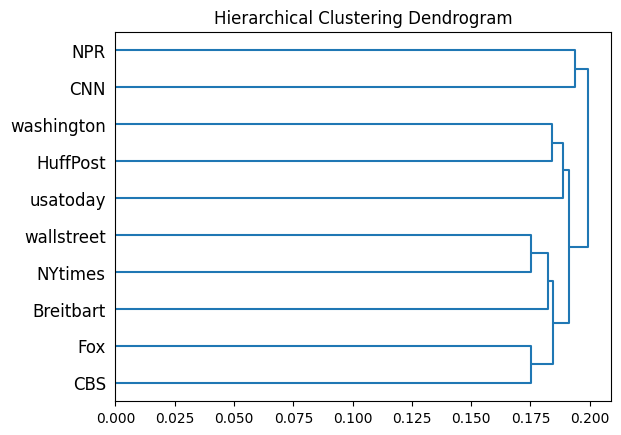 Hierarchical Clustering Dendrogram
NPR
CNN
washington
HuffPost
usatoday
wallstreet
NYtimes
Breitbart
Fox
CBS
0.000 0.025 0.050 0.075 0.100 0.125 0.150 0.175 0.200